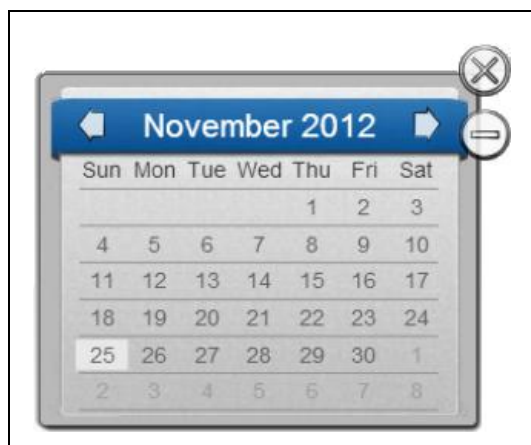 November 2012
Sun Mon Tue Wed Thu Fri Sat
1 2 3
4 5 6 7 8 9 10
11 12 13 14 15 16 17
18 19 20 21 22 23 24
25 26 27 28 29 30 1
2 3 4 5 6 7 8